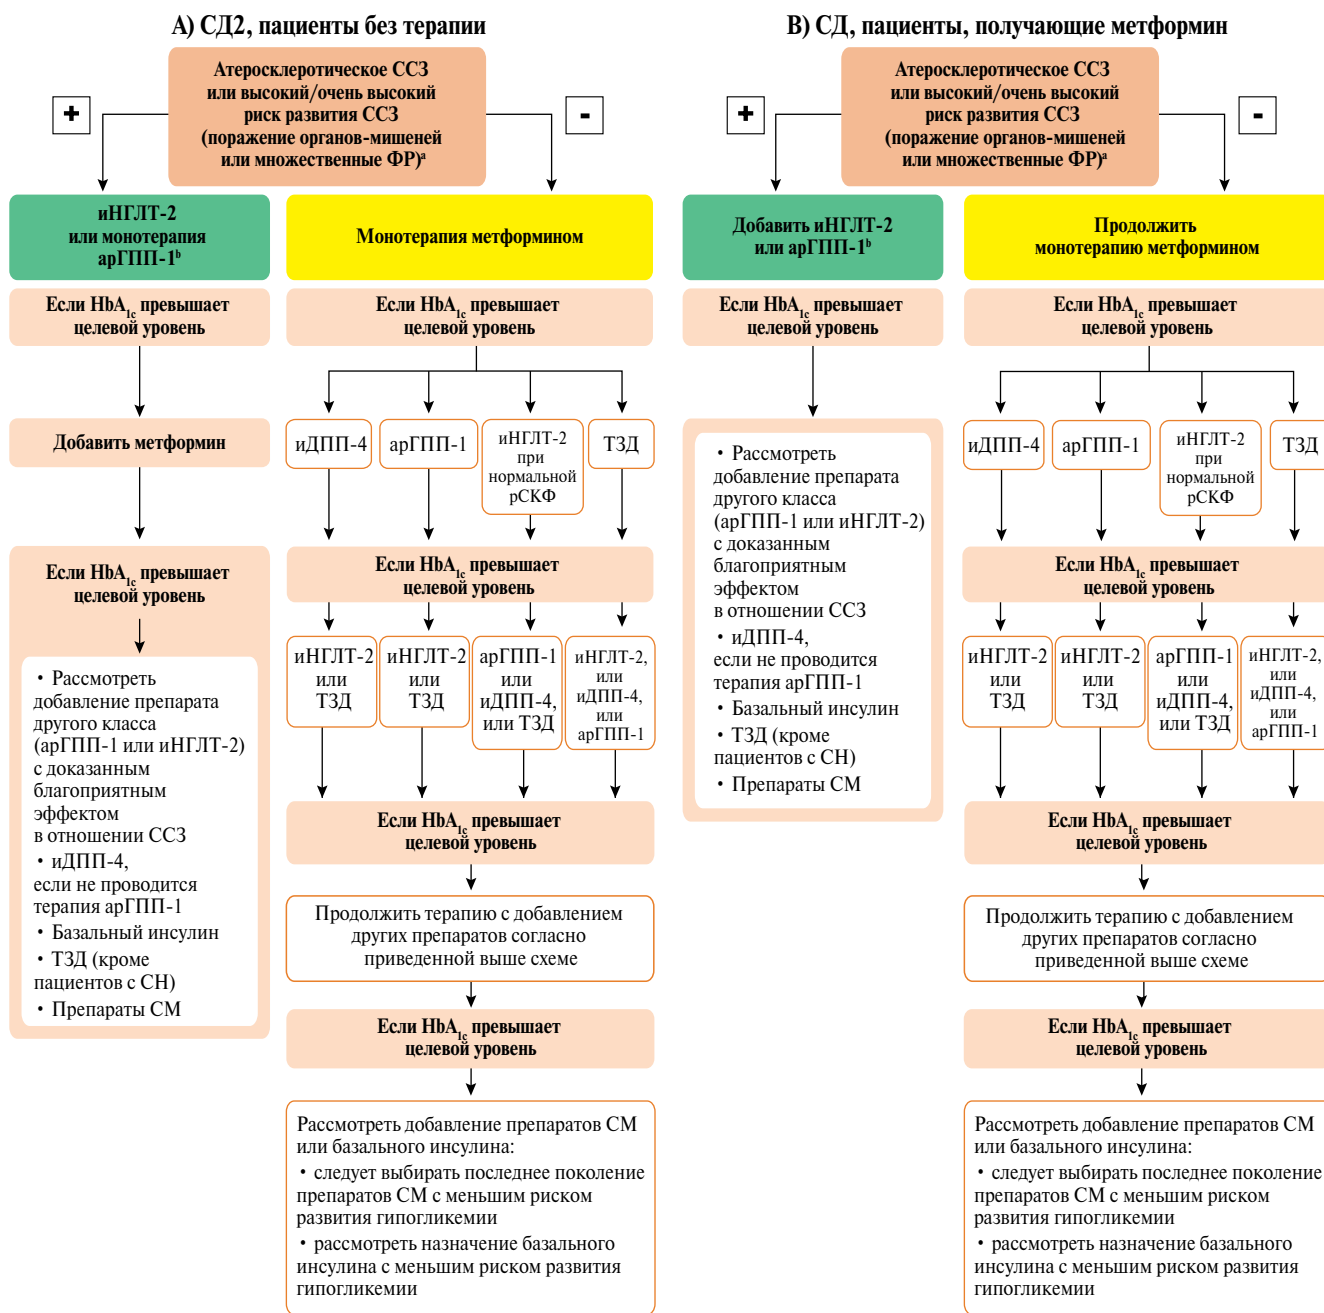 А) СД2, пациенты без терапии
Атеросклеротическое ССЗ
или высокий/очень высокий
риск развития ССЗ
(поражение органов-мишеней
или множественные ФР)ᵃ
+
-
иНГЛТ-2
или монотерапия
арГПП-1ᵇ
Монотерапия метформином
Если HbA1c превышает
целевой уровень
Если HbA1c превышает
целевой уровень
Добавить метформин
иДПП-4
арГПП-1
иНГЛТ-2
при
нормальной
рСКФ
ТЗД
Если HbA1c превышает
целевой уровень
• Рассмотреть
добавление препарата
другого класса
(арГПП-1 или иНГЛТ-2)
с доказанным
благоприятным
эффектом
в отношении ССЗ
• иДПП-4,
если не проводится
терапия арГПП-1
• Базальный инсулин
• ТЗД (кроме
пациентов с СН)
• Препараты СМ
Если HbA1c превышает
целевой уровень
иНГЛТ-2
или
ТЗД
иНГЛТ-2
или
ТЗД
арГПП-1
или
иДПП-4,
или ТЗД
иНГЛТ-2,
или
иДПП-4,
или
арГПП-1
Если HbA1c превышает
целевой уровень
Продолжить терапию с добавлением
других препаратов согласно
приведенной выше схеме
Если HbA1c превышает
целевой уровень
Рассмотреть добавление препаратов СМ
или базального инсулина:
• следует выбирать последнее поколение
препаратов СМ с меньшим риском
развития гипогликемии
• рассмотреть назначение базального
инсулина с меньшим риском развития
гипогликемии
В) СД, пациенты, получающие метформин
Атеросклеротическое ССЗ
или высокий/очень высокий
риск развития ССЗ
(поражение органов-мишеней
или множественные ФР)ᵃ
+
-
Добавить иНГЛТ-2
или арГПП-1ᵇ
Продолжить
монотерапию метформином
Если HbA1c превышает
целевой уровень
Если HbA1c превышает
целевой уровень
• Рассмотреть
добавление препарата
другого класса
(арГПП-1 или иНГЛТ-2)
с доказанным
благоприятным
эффектом
в отношении ССЗ
• иДПП-4,
если не проводится
терапия арГПП-1
• Базальный инсулин
• ТЗД (кроме
пациентов с СН)
• Препараты СМ
иДПП-4
арГПП-1
иНГЛТ-2
при
нормальной
рСКФ
ТЗД
Если HbA1c превышает
целевой уровень
иНГЛТ-2
или
ТЗД
иНГЛТ-2
или
ТЗД
арГПП-1
или
иДПП-4,
или ТЗД
иНГЛТ-2,
или
иДПП-4,
или
арГПП-1
Если HbA1c превышает
целевой уровень
Продолжить терапию с добавлением
других препаратов согласно
приведенной выше схеме
Если HbA1c превышает
целевой уровень
Рассмотреть добавление препаратов СМ
или базального инсулина:
• следует выбирать последнее поколение
препаратов СМ с меньшим риском
развития гипогликемии
• рассмотреть назначение базального
инсулина с меньшим риском развития
гипогликемии